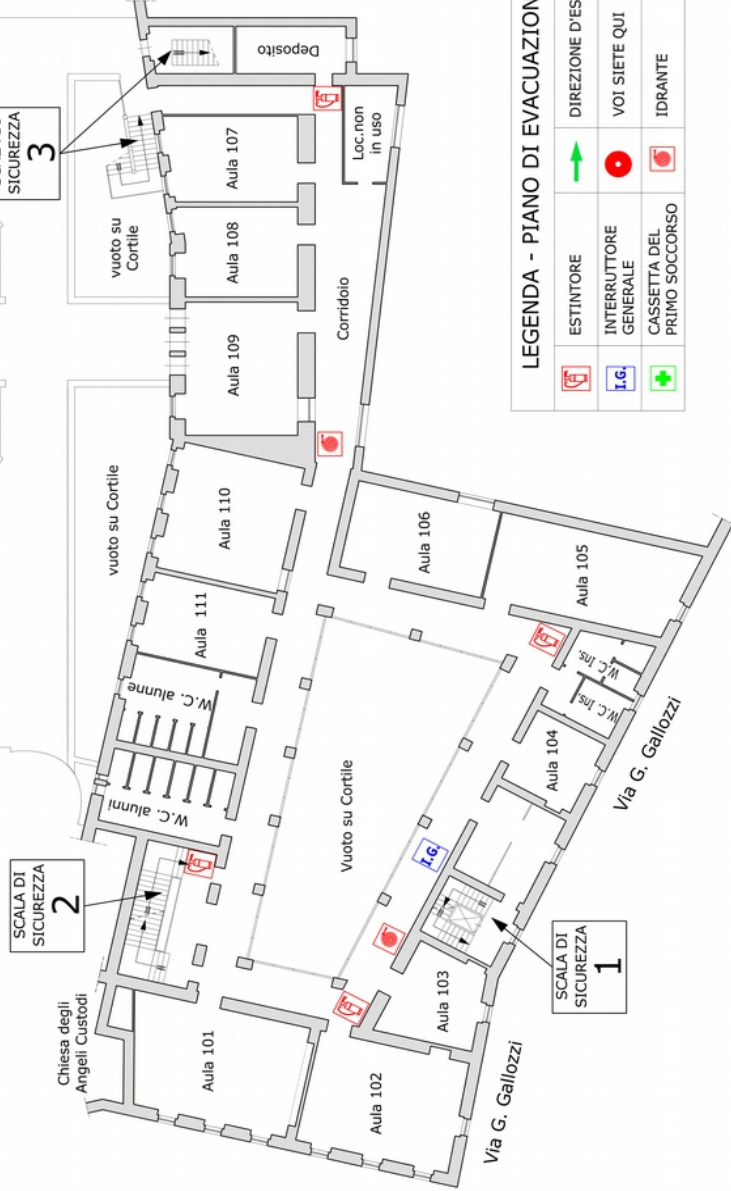 SCALA DI
SICUREZZA
2
SICUREZZA
3
Chiesa degli
Angeli Custodi
vuoto su Cortile
vuoto su
Cortile
W.C. alunni
W.C. alunne
Aula 101
Aula 111
Aula 110
Aula 109
Aula 108
Aula 107
Deposito
Loc.non
in uso
Corridoio
Vuoto su Cortile
Aula 102
Aula 103
I.G.
Aula 106
Aula 105
Aula 104
W.C. Ins.
W.C. Ins.
Via G. Gallozzi
SCALA DI
SICUREZZA
1
Via G. Gallozzi
LEGENDA - PIANO DI EVACUAZION
ESTINTORE
DIREZIONE D'ES
I.G.
INTERRUTTORE
GENERALE
VOI SIETE QUI
CASSETTA DEL
PRIMO SOCCORSO
IDRANTE